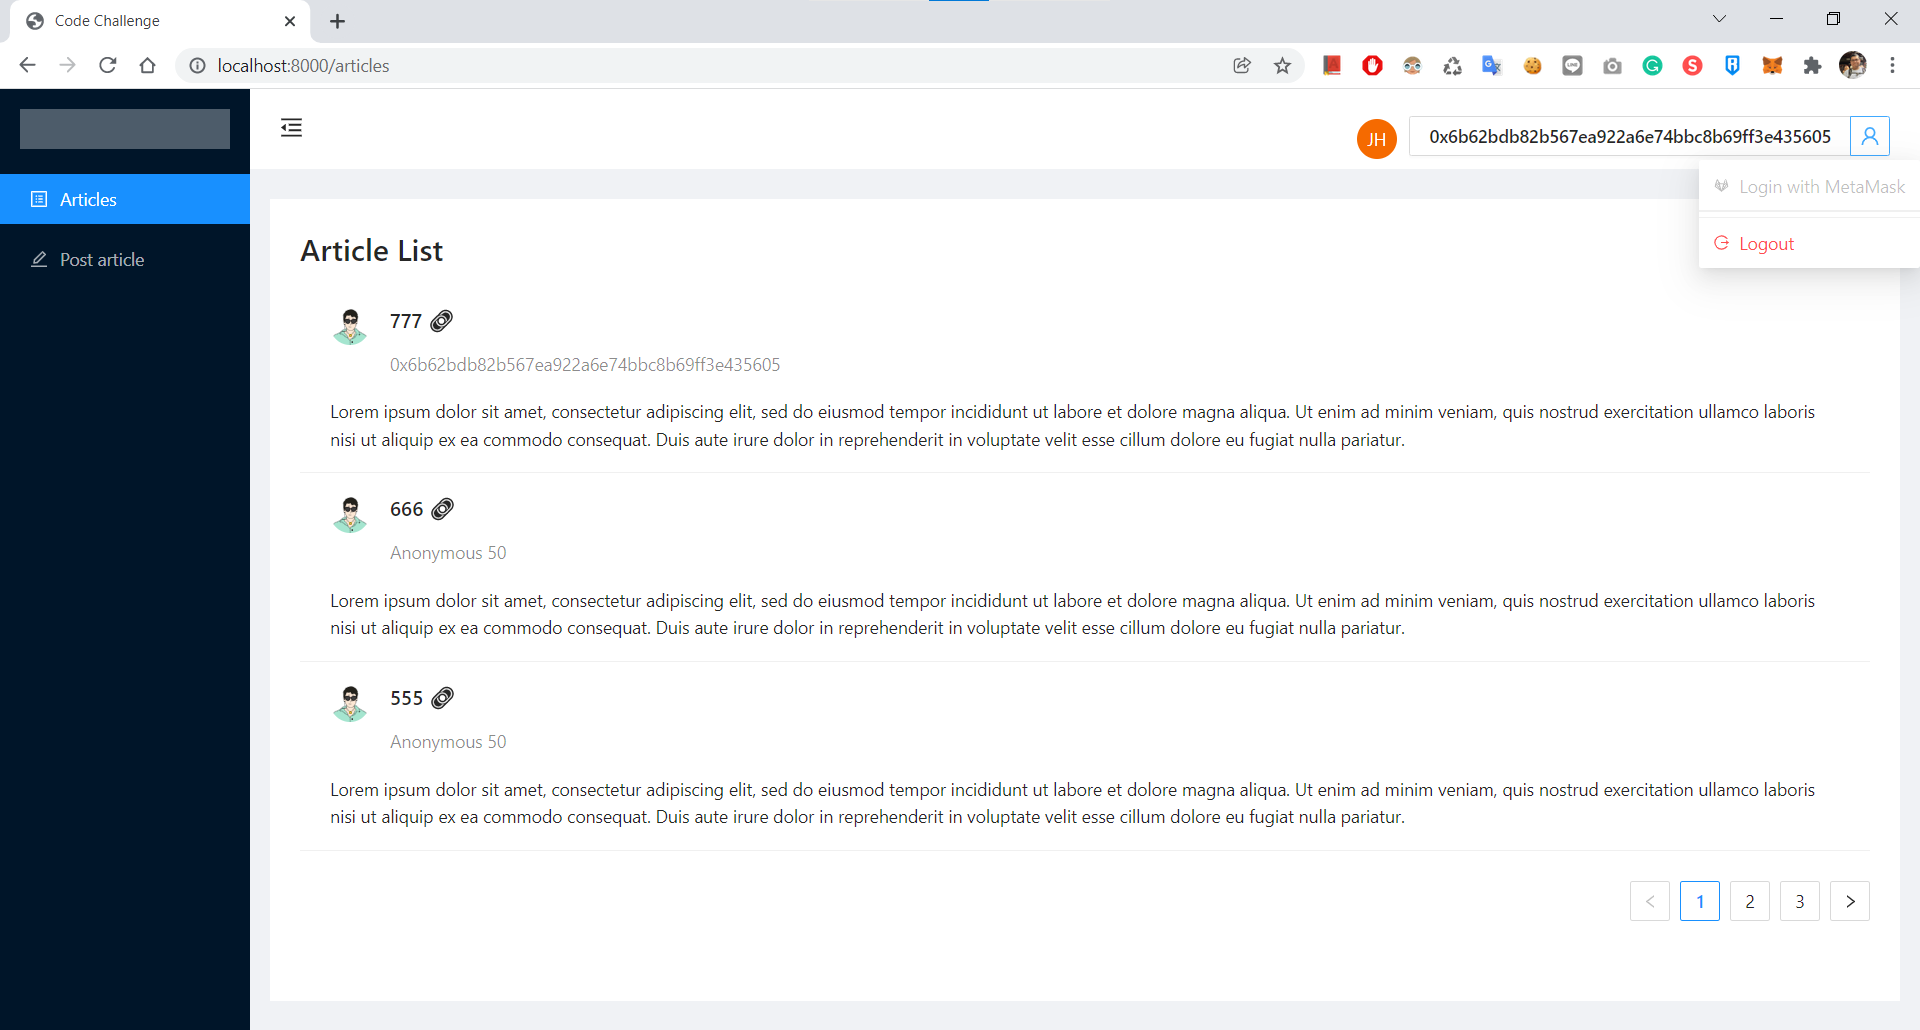 Code Challenge
localhost:8000/articles
JH
0x6b62bdb82b567ea922a6e74bbc8b69ff3e435605
Login with MetaMask
Logout
Articles
Post article
Article List
777
0x6b62bdb82b567ea922a6e74bbc8b69ff3e435605
Lorem ipsum dolor sit amet, consectetur adipiscing elit, sed do eiusmod tempor incididunt ut labore et dolore magna aliqua. Ut enim ad minim veniam, quis nostrud exercitation ullamco laboris
nisi ut aliquip ex ea commodo consequat. Duis aute irure dolor in reprehenderit in voluptate velit esse cillum dolore eu fugiat nulla pariatur.
666
Anonymous 50
Lorem ipsum dolor sit amet, consectetur adipiscing elit, sed do eiusmod tempor incididunt ut labore et dolore magna aliqua. Ut enim ad minim veniam, quis nostrud exercitation ullamco laboris
nisi ut aliquip ex ea commodo consequat. Duis aute irure dolor in reprehenderit in voluptate velit esse cillum dolore eu fugiat nulla pariatur.
555
Anonymous 50
Lorem ipsum dolor sit amet, consectetur adipiscing elit, sed do eiusmod tempor incididunt ut labore et dolore magna aliqua. Ut enim ad minim veniam, quis nostrud exercitation ullamco laboris
nisi ut aliquip ex ea commodo consequat. Duis aute irure dolor in reprehenderit in voluptate velit esse cillum dolore eu fugiat nulla pariatur.
< 1 2 3 >